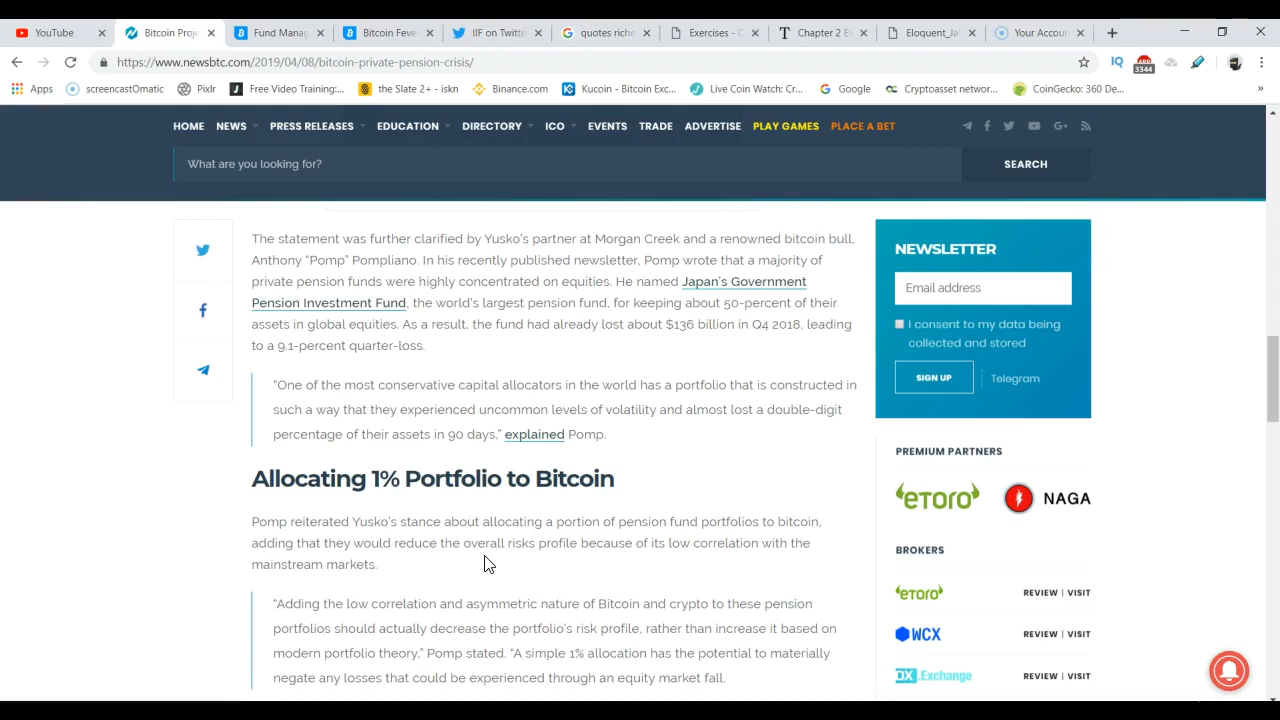 YouTube
Bitcoin Proje
Fund Manag
Bitcoin Feve
IIF on Twitte
quotes riche
Exercises - C
Chapter 2 E
Eloquent_Ja
Your Accoun
https://www.newsbtc.com/2019/04/08/bitcoin-private-pension-crisis/
IQ
3344
Apps
screencastOmatic
Pixlr
Free Video Training:...
the Slate 2+ - iskn
Binance.com
Kucoin - Bitcoin Exc...
Live Coin Watch: Cr...
Google
Cryptoasset networ...
CoinGecko: 360 De...
»
HOME NEWS PRESS RELEASES EDUCATION DIRECTORY ICO EVENTS TRADE ADVERTISE PLAY GAMES PLACE A BET
What are you looking for?
SEARCH
The statement was further clarified by Yusko's partner at Morgan Creek and a renowned bitcoin bull,
Anthny “Pomp” Pompliano. In his recently published newsletter, Pomp wrote that a majority of
private pension funds were highly concentrated on equities. He named Japan's Government
Pension Investment Fund, the world's largest pension fund, for keeping about 50-percent of their
assets in global equities. As a result, the fund had already lost about $136 billion in Q4 2018, leading
to a 9.1-percent quarter-loss.
“One of the most conservative capital allocators in the world has a portfolio that is constructed in
such a way that they experienced uncommon levels of volatility and almost lost a double-digit
percentage of their assets in 90 days,” explained Pomp.
Allocating 1% Portfolio to Bitcoin
Pomp reiterated Yusko's stance about allocating a portion of pension fund portfolios to bitcoin,
adding that they would reduce the overall risks profile because of its low correlation with the
mainstream markets.
“Adding the low correlation and asymmetric nature of Bitcoin and crypto to these pension
portfolios should actually decrease the portfolio's risk profile, rather than increase it based on
modern portfolio theory,” Pomp stated. “A simple 1% allocation has the potential to materially
negate any losses that could be experienced through an equity market fall.
NEWSLETTER
Email address
I consent to my data being
collected and stored
SIGN UP
Telegram
PREMIUM PARTNERS
eToro
NAGA
BROKERS
eToro
REVIEW | VISIT
WCX
REVIEW | VISIT
DX.Exchange
REVIEW | VISIT